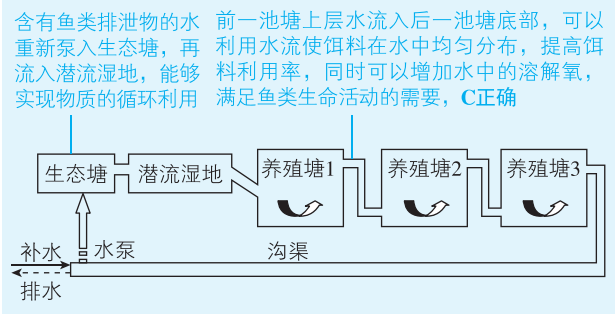 含有鱼类排泄物的水
重新泵入生态塘，再
流入潜流湿地，能够
实现物质的循环利用
前一池塘上层水流入后一池塘底部，可以
利用水流使饵料在水中均匀分布，提高饵
料利用率，同时可以增加水中的溶解氧，
满足鱼类生命活动的需要，C正确
生态塘
潜流湿地
养殖塘1
养殖塘2
养殖塘3
补水
水泵
沟渠
排水